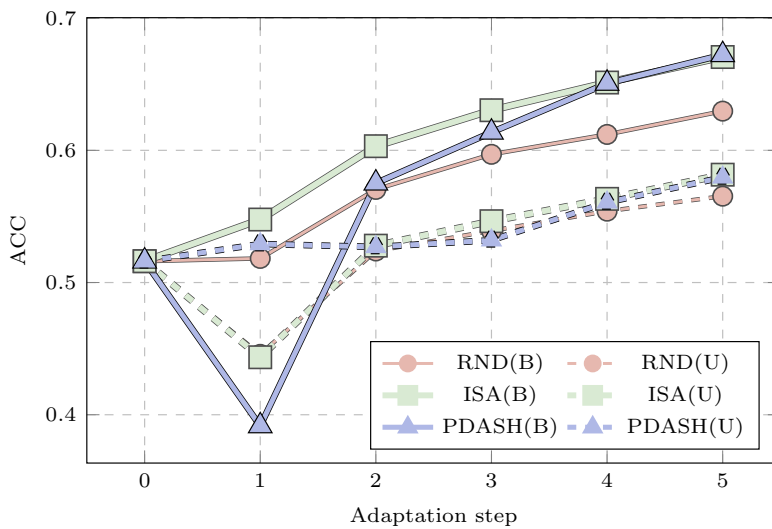 0.7
0.6
0.5
0.4
ACC
RND(B) RND(U)
ISA(B) ISA(U)
PDASH(B) PDASH(U)
0 1 2 3 4 5
Adaptation step